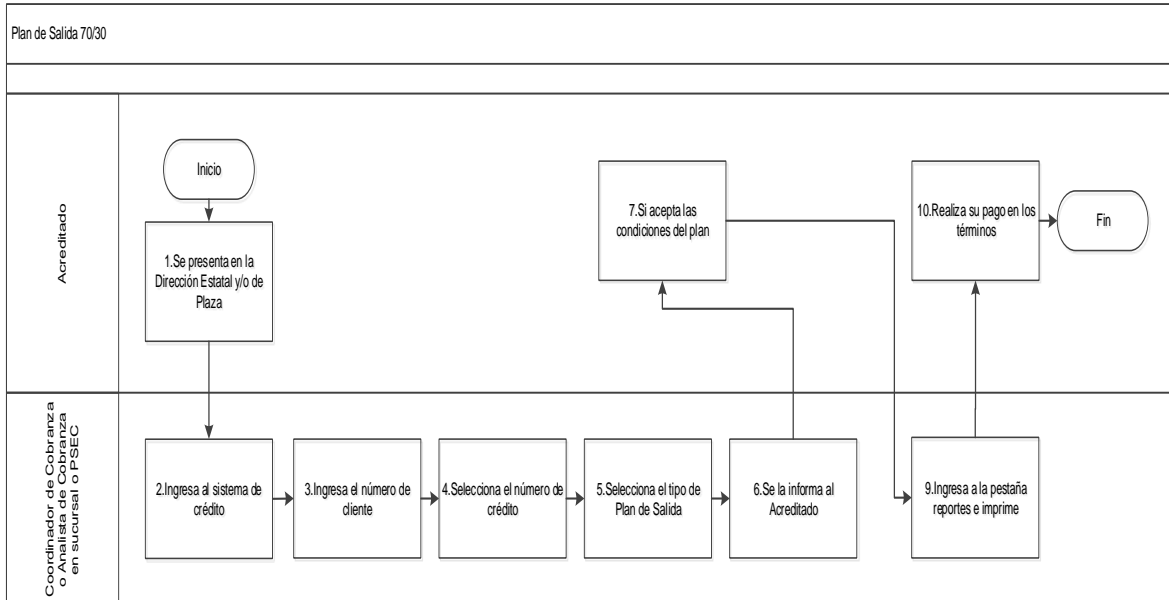 Plan de Salida 70/30
Acreditado
Inicio
1.Se presenta en la
Dirección Estatal y/o de
Plaza
7.Si acepta las
condiciones del plan
10.Realiza su pago en los
términos
Fin
Coordinador de Cobranza
o Analista de Cobranza
en sucursal o PSEC
2.Ingresa al sistema de
crédito
3.Ingresa el número de
cliente
4.Selecciona el número de
crédito
5.Selecciona el tipo de
Plan de Salida
6.Se la informa al
Acreditado
9.Ingresa a la pestaña
reportes e imprime